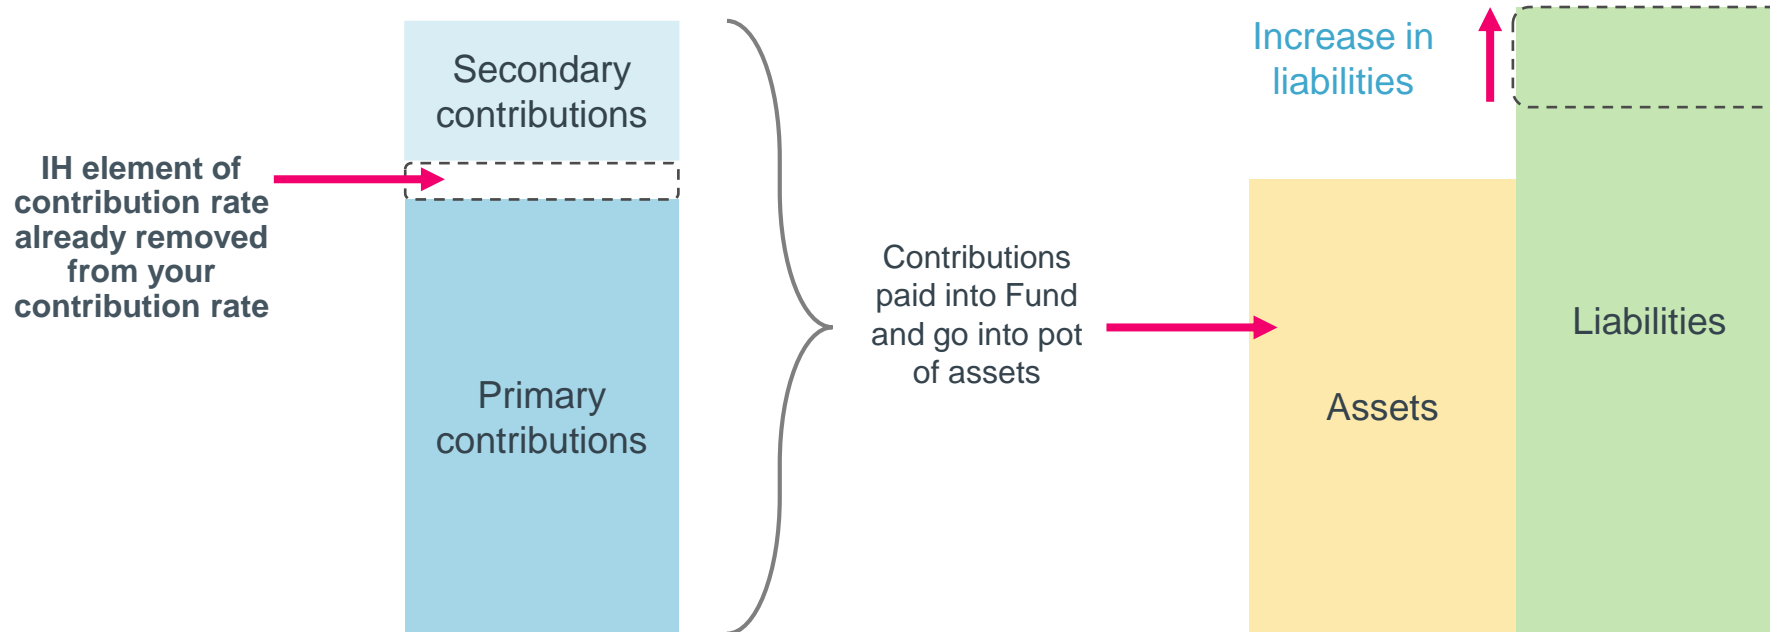 Secondary
contributions
IH element of
contribution rate
already removed
from your
contribution rate
Primary
contributions
Contributions
paid into Fund
and go into pot
of assets
Increase in
liabilities
Assets
Liabilities